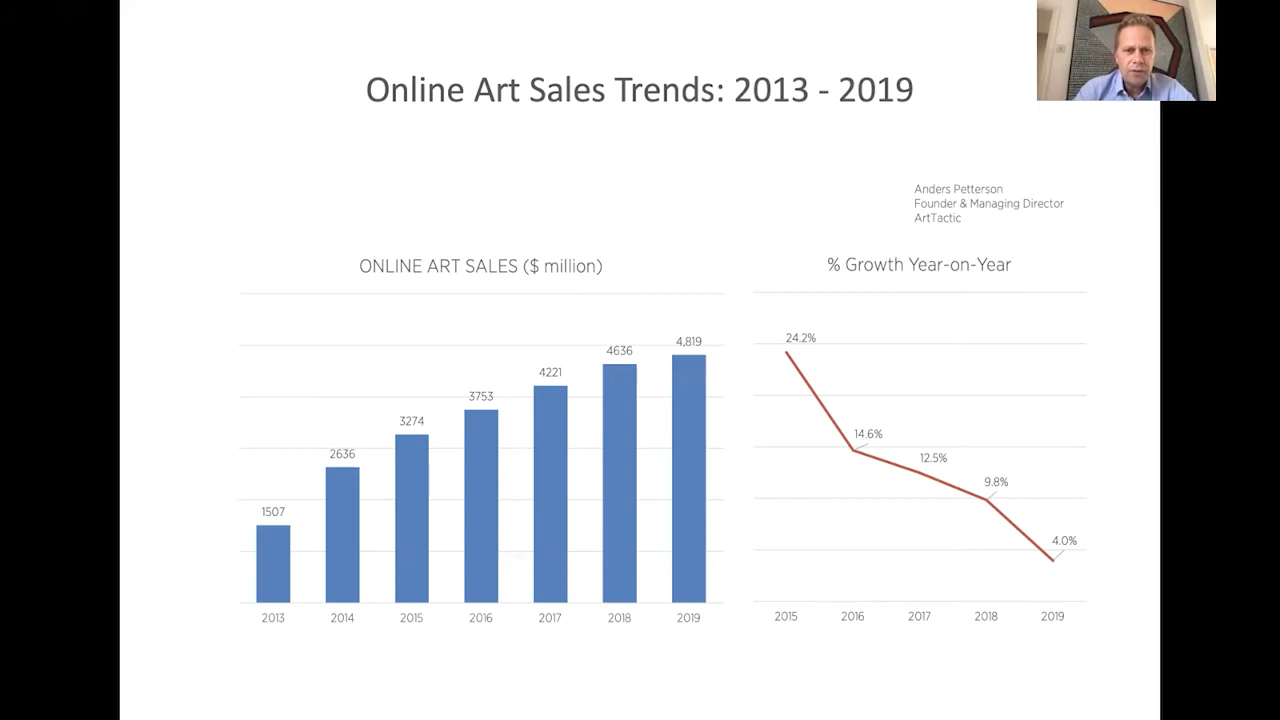 Online Art Sales Trends: 2013 - 2019
Anders Petterson
Founder & Managing Director
ArtTactic
ONLINE ART SALES ($ million)
1507
2636
3274
3753
4221
4636
4,819
2013 2014 2015 2016 2017 2018 2019
% Growth Year-on-Year
24.2%
14.6%
12.5%
9.8%
4.0%
2015 2016 2017 2018 2019